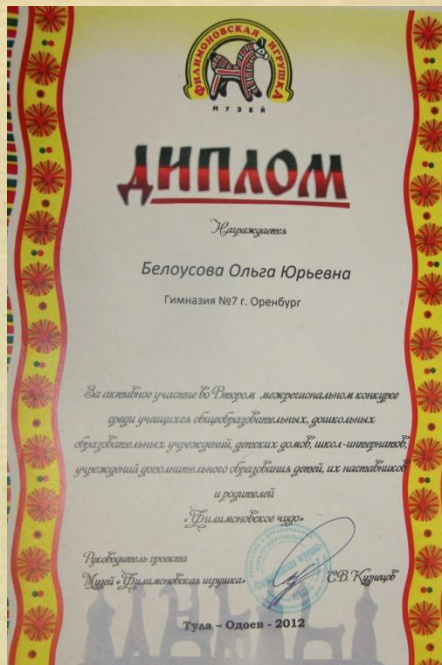 ФИЛИМОНОВСКАЯ ИГРУШКА
МУЗЕЙ
ДИПЛОМ
Награждается
Белоусова Ольга Юрьевна
Гимназия №7 г. Оренбург
За активное участие во Втором межрегиональном конкурсе
среди учащихся общеобразовательных, дошкольных
образовательных учреждений, детских домов, школ-интернатов,
учреждений дополнительного образования детей, их наставников
и родителей
«Филимоновское чудо»
Руководитель проекта
Музей «Филимоновская игрушка» С.В. Кузнецов
Тула – Одоев - 2012